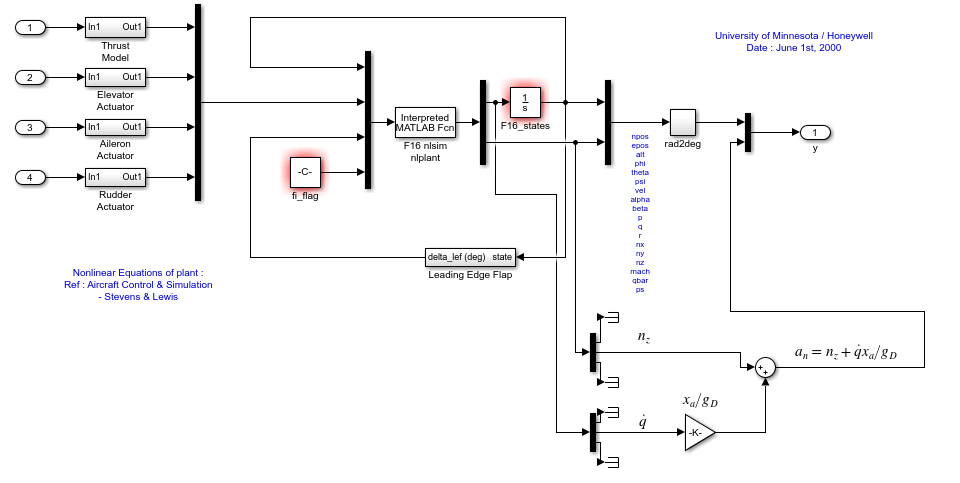 1
In1 Out1
Thrust
Model
2
In1 Out1
Elevator
Actuator
3
In1 Out1
Aileron
Actuator
4
In1 Out1
Rudder
Actuator
Nonlinear Equations of plant :
Ref : Aircraft Control & Simulation
- Stevens & Lewis
-C-
fi_flag
Interpreted
MATLAB Fcn
F16 nlsim
nlplant
1
s
F16_states
delta_lef (deg) state
Leading Edge Flap
University of Minnesota / Honeywell
Date : June 1st, 2000
rad2deg
1
y
npos
epos
alt
phi
theta
psi
vel
alpha
beta
p
q
r
nx
ny
nz
mach
qbar
ps
n_z
a_n = n_z + q̇x_a/g_D
++
x_a/g_D
q̇
-K-